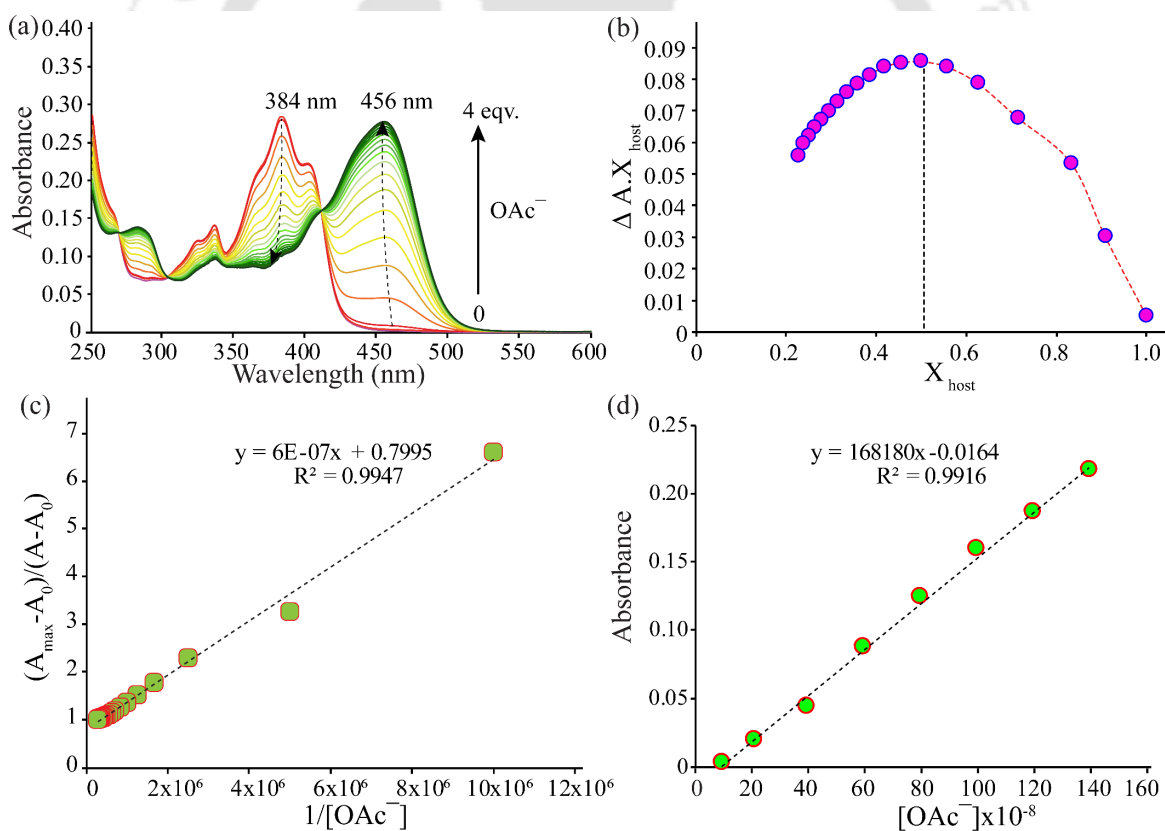 (a)
0.40
0.35
0.30
0.25
0.20
0.15
0.10
0.05
0
Absorbance
384 nm
456 nm
4 eqv.
OAc⁻
0
250
300
350
400
450
500
550
600
Wavelength (nm)
(b)
0.09
0.08
0.07
0.06
0.05
0.04
0.03
0.01
0.01
0
Δ A.X host
0
0.2
0.4
0.6
0.8
1.0
X host
(c)
7
6
5
4
3
2
1
0
(Amax-A0)/(A-A0)
y = 6E-07x + 0.7995
R² = 0.9947
0
2x10⁶
4x10⁶
6x10⁶
8x10⁶
10x10⁶
12x10⁶
1/[OAc⁻]
(d)
0.25
0.20
0.15
0.10
0.05
0
Absorbance
y = 168180x-0.0164
R² = 0.9916
0
20
40
60
80
100
120
140
160
[OAc⁻]x10⁻⁸